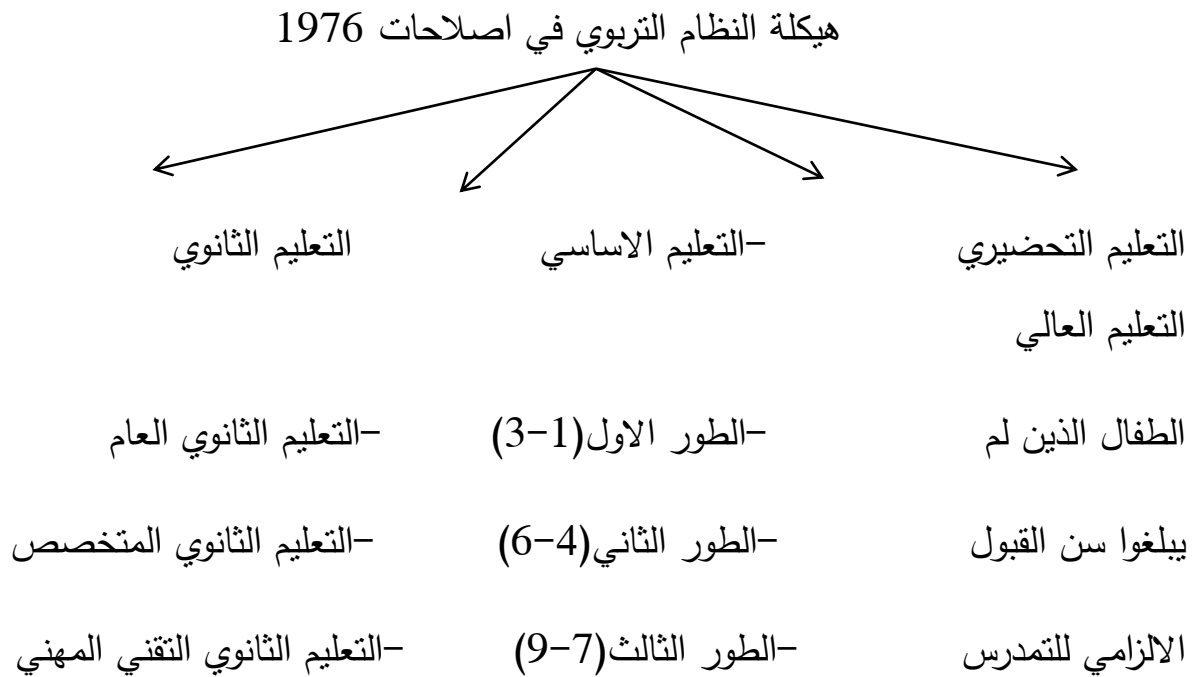 هيكلة النظام التربوي في اصلاحات 1976
التعليم التحضيري -التعليم الاساسي التعليم الثانوي
التعليم العالي
الطفال الذين لم -الطور الاول(1-3) -التعليم الثانوي العام
يبلغوا سن القبول -الطور الثاني(4-6) -التعليم الثانوي المتخصص
الالزامي للتمدرس -الطور الثالث(7-9) -التعليم الثانوي التقني المهني